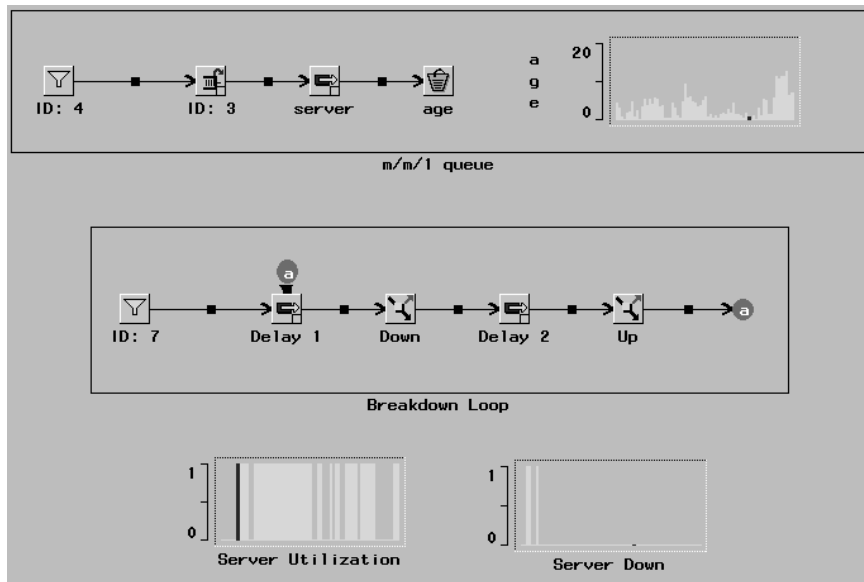 a
g
e
20
0
ID: 4
ID: 3
server
age
m/m/1 queue
a
ID: 7
Delay 1
Down
Delay 2
Up
a
Breakdown Loop
1
0
Server Utilization
1
0
Server Down